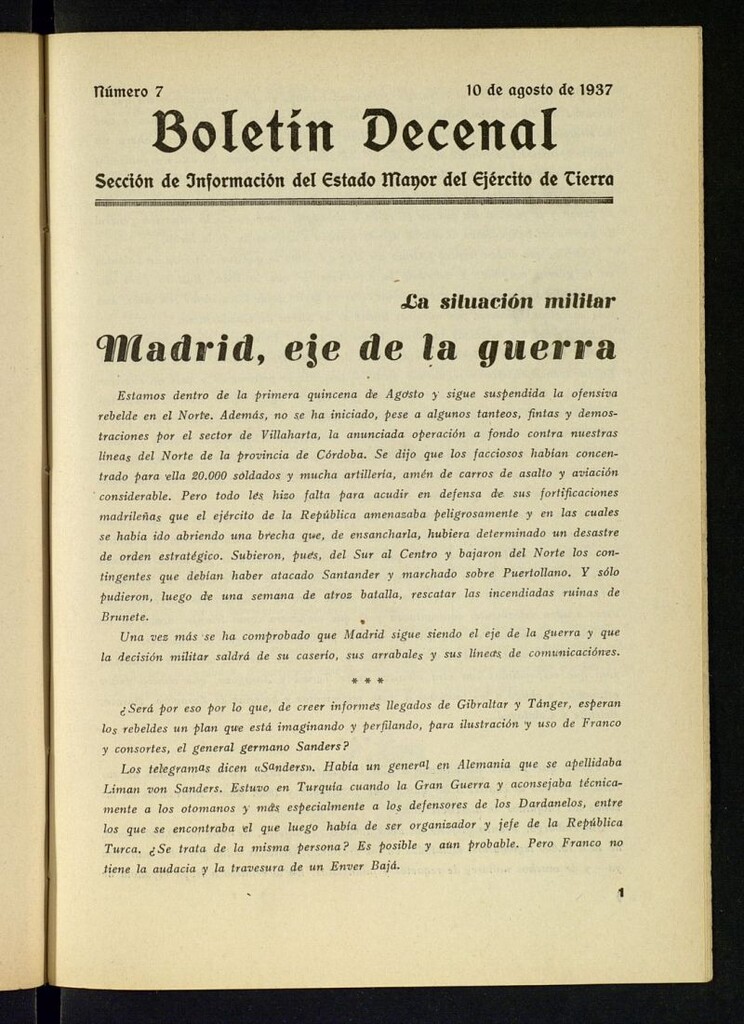 Número 7
10 de agosto de 1937
Boletín Decenal
Sección de Información del Estado Mayor del Ejército de Tierra
La situación militar
Madrid, eje de la guerra
Estamos dentro de la primera quincena de Agosto y sigue suspendida la ofensiva
rebelde en el Norte. Además, no se ha iniciado, pese a algunos tanteos, fintas y demos-
traciones por el sector de Villaharta, la anunciada operación a fondo contra nuestras
líneas del Norte de la provincia de Córdoba. Se dijo que los facciosos habían concen-
trado para ella 20.000 soldados y mucha artillería, amén de carros de asalto y aviación
considerable. Pero todo les hizo falta para acudir en defensa de sus fortificaciones
madrileñas que el ejército de la República amenazaba peligrosamente y en las cuales
se había ido abriendo una brecha que, de ensancharla, hubiera determinado un desastre
de orden estratégico. Subieron, pues, del Sur al Centro y bajaron del Norte los con-
tingentes que debían haber atacado Santander y marchado sobre Puertollano. Y sólo
pudieron, luego de una semana de atroz batalla, rescatar las incendiadas ruinas de
Brunete.
Una vez más se ha comprobado que Madrid sigue siendo el eje de la guerra y que
la decisión militar saldrá de su caserío, sus arrabales y sus líneas de comunicaciónes.
* * *
¿Será por eso por lo que, de creer informes llegados de Gibraltar y Tánger, esperan
los rebeldes un plan que está imaginando y perfilando, para ilustración y uso de Franco
y consortes, el general germano Sanders?
Los telegramas dicen «Sanders». Había un general en Alemania que se apellidaba
Liman von Sanders. Estuvo en Turquía cuando la Gran Guerra y aconsejaba técnica-
mente a los otomanos y más especialmente a los defensores de los Dardanelos, entre
los que se encontraba el que luego había de ser organizador y jefe de la República
Turca. ¿Se trata de la misma persona? Es posible y aún probable. Pero Franco no
tiene la audacia y la travesura de un Enver Bajá.
1